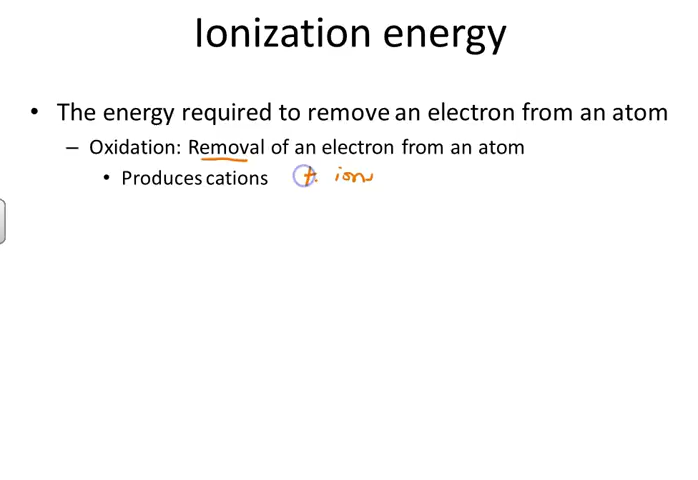 Ionization energy
• The energy required to remove an electron from an atom
– Oxidation: Removal of an electron from an atom
• Produces cations + ion